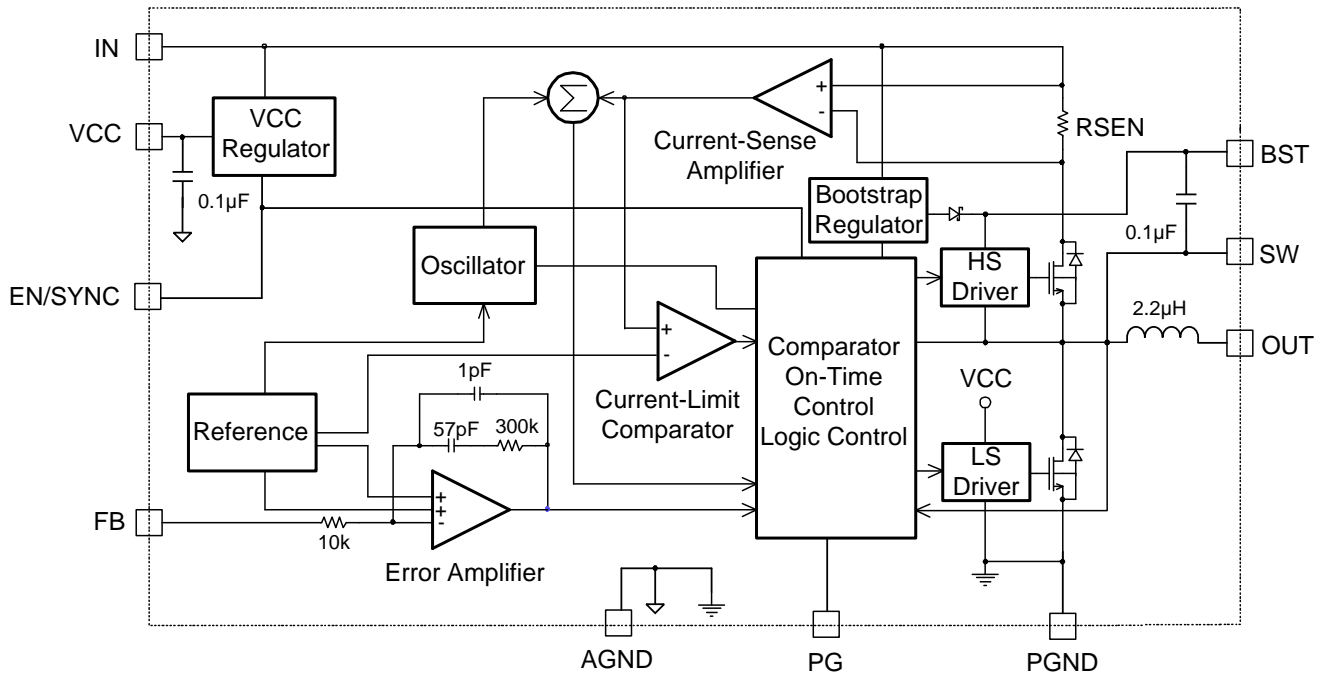 IN
Σ
+
-
RSEN
VCC
VCC
Regulator
Current-Sense
Amplifier
BST
0.1µF
Bootstrap
Regulator
0.1µF
SW
Oscillator
HS
Driver
EN/SYNC
2.2µH
+
-
OUT
Comparator
On-Time
Control
Logic Control
1pF
VCC
Current-Limit
Comparator
Reference
57pF
300k
LS
Driver
+
+
-
FB
10k
Error Amplifier
AGND
PG
PGND